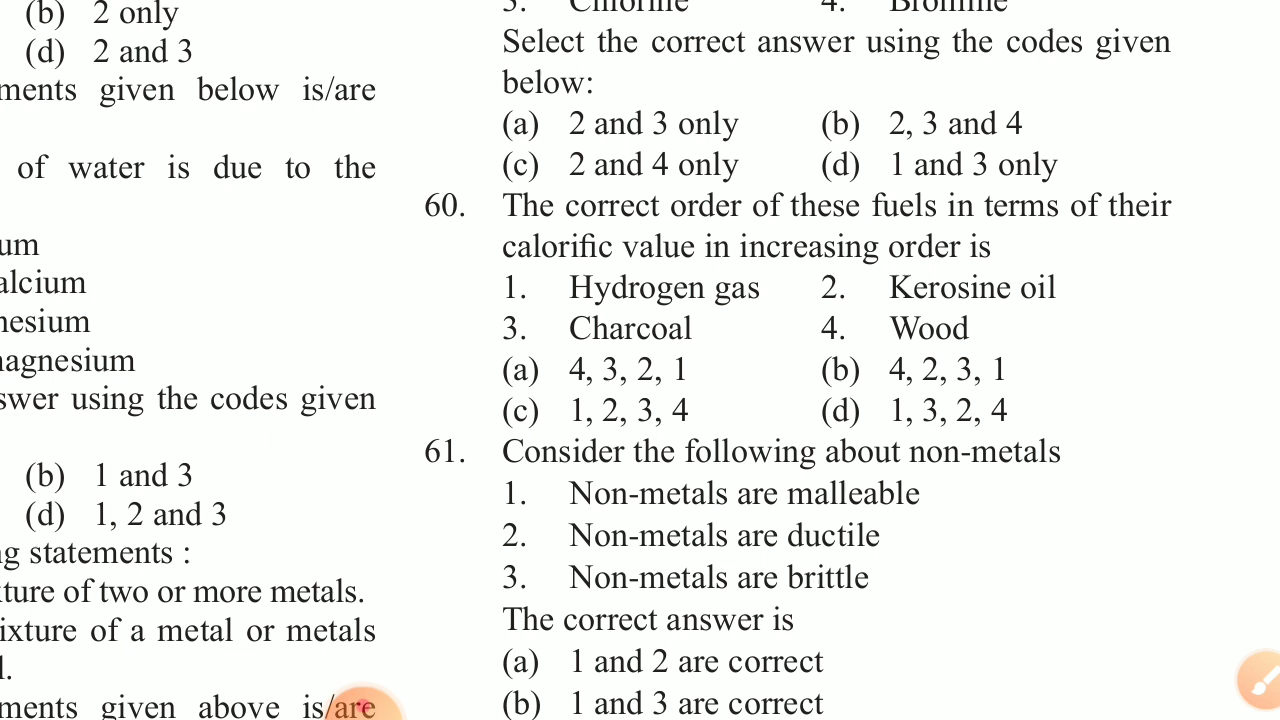 (b) 2 only
(d) 2 and 3
ments given below is/are
of water is due to the
um
alcium
nesium
nagnesium
swer using the codes given
(b) 1 and 3
(d) 1, 2 and 3
ng statements :
xture of two or more metals.
ixture of a metal or metals
l.
ments given above is/are
3. Chlorine 4. Bromine
Select the correct answer using the codes given
below:
(a) 2 and 3 only (b) 2, 3 and 4
(c) 2 and 4 only (d) 1 and 3 only
60. The correct order of these fuels in terms of their
calorific value in increasing order is
1. Hydrogen gas 2. Kerosine oil
3. Charcoal 4. Wood
(a) 4, 3, 2, 1 (b) 4, 2, 3, 1
(c) 1, 2, 3, 4 (d) 1, 3, 2, 4
61. Consider the following about non-metals
1. Non-metals are malleable
2. Non-metals are ductile
3. Non-metals are brittle
The correct answer is
(a) 1 and 2 are correct
(b) 1 and 3 are correct